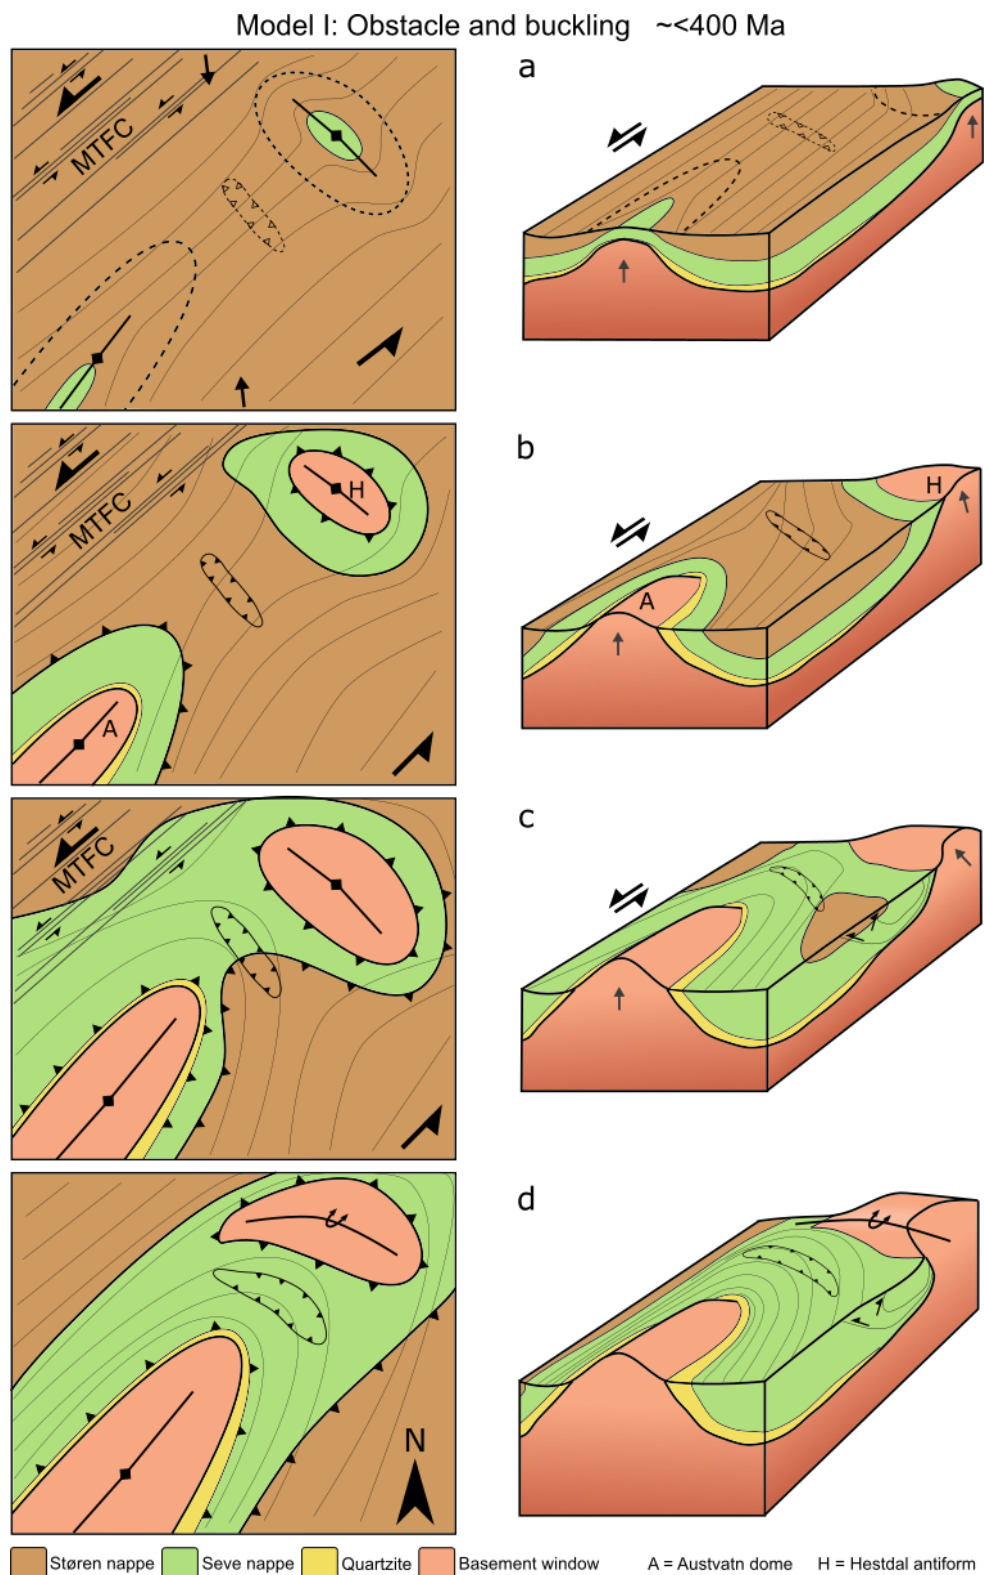 Model I: Obstacle and buckling ~<400 Ma
MTFC
a
MTFC
H
A
b
H
A
MTFC
c
N
d
Støren nappe Seve nappe Quartzite Basement window A = Austvatn dome H = Hestdal antiform